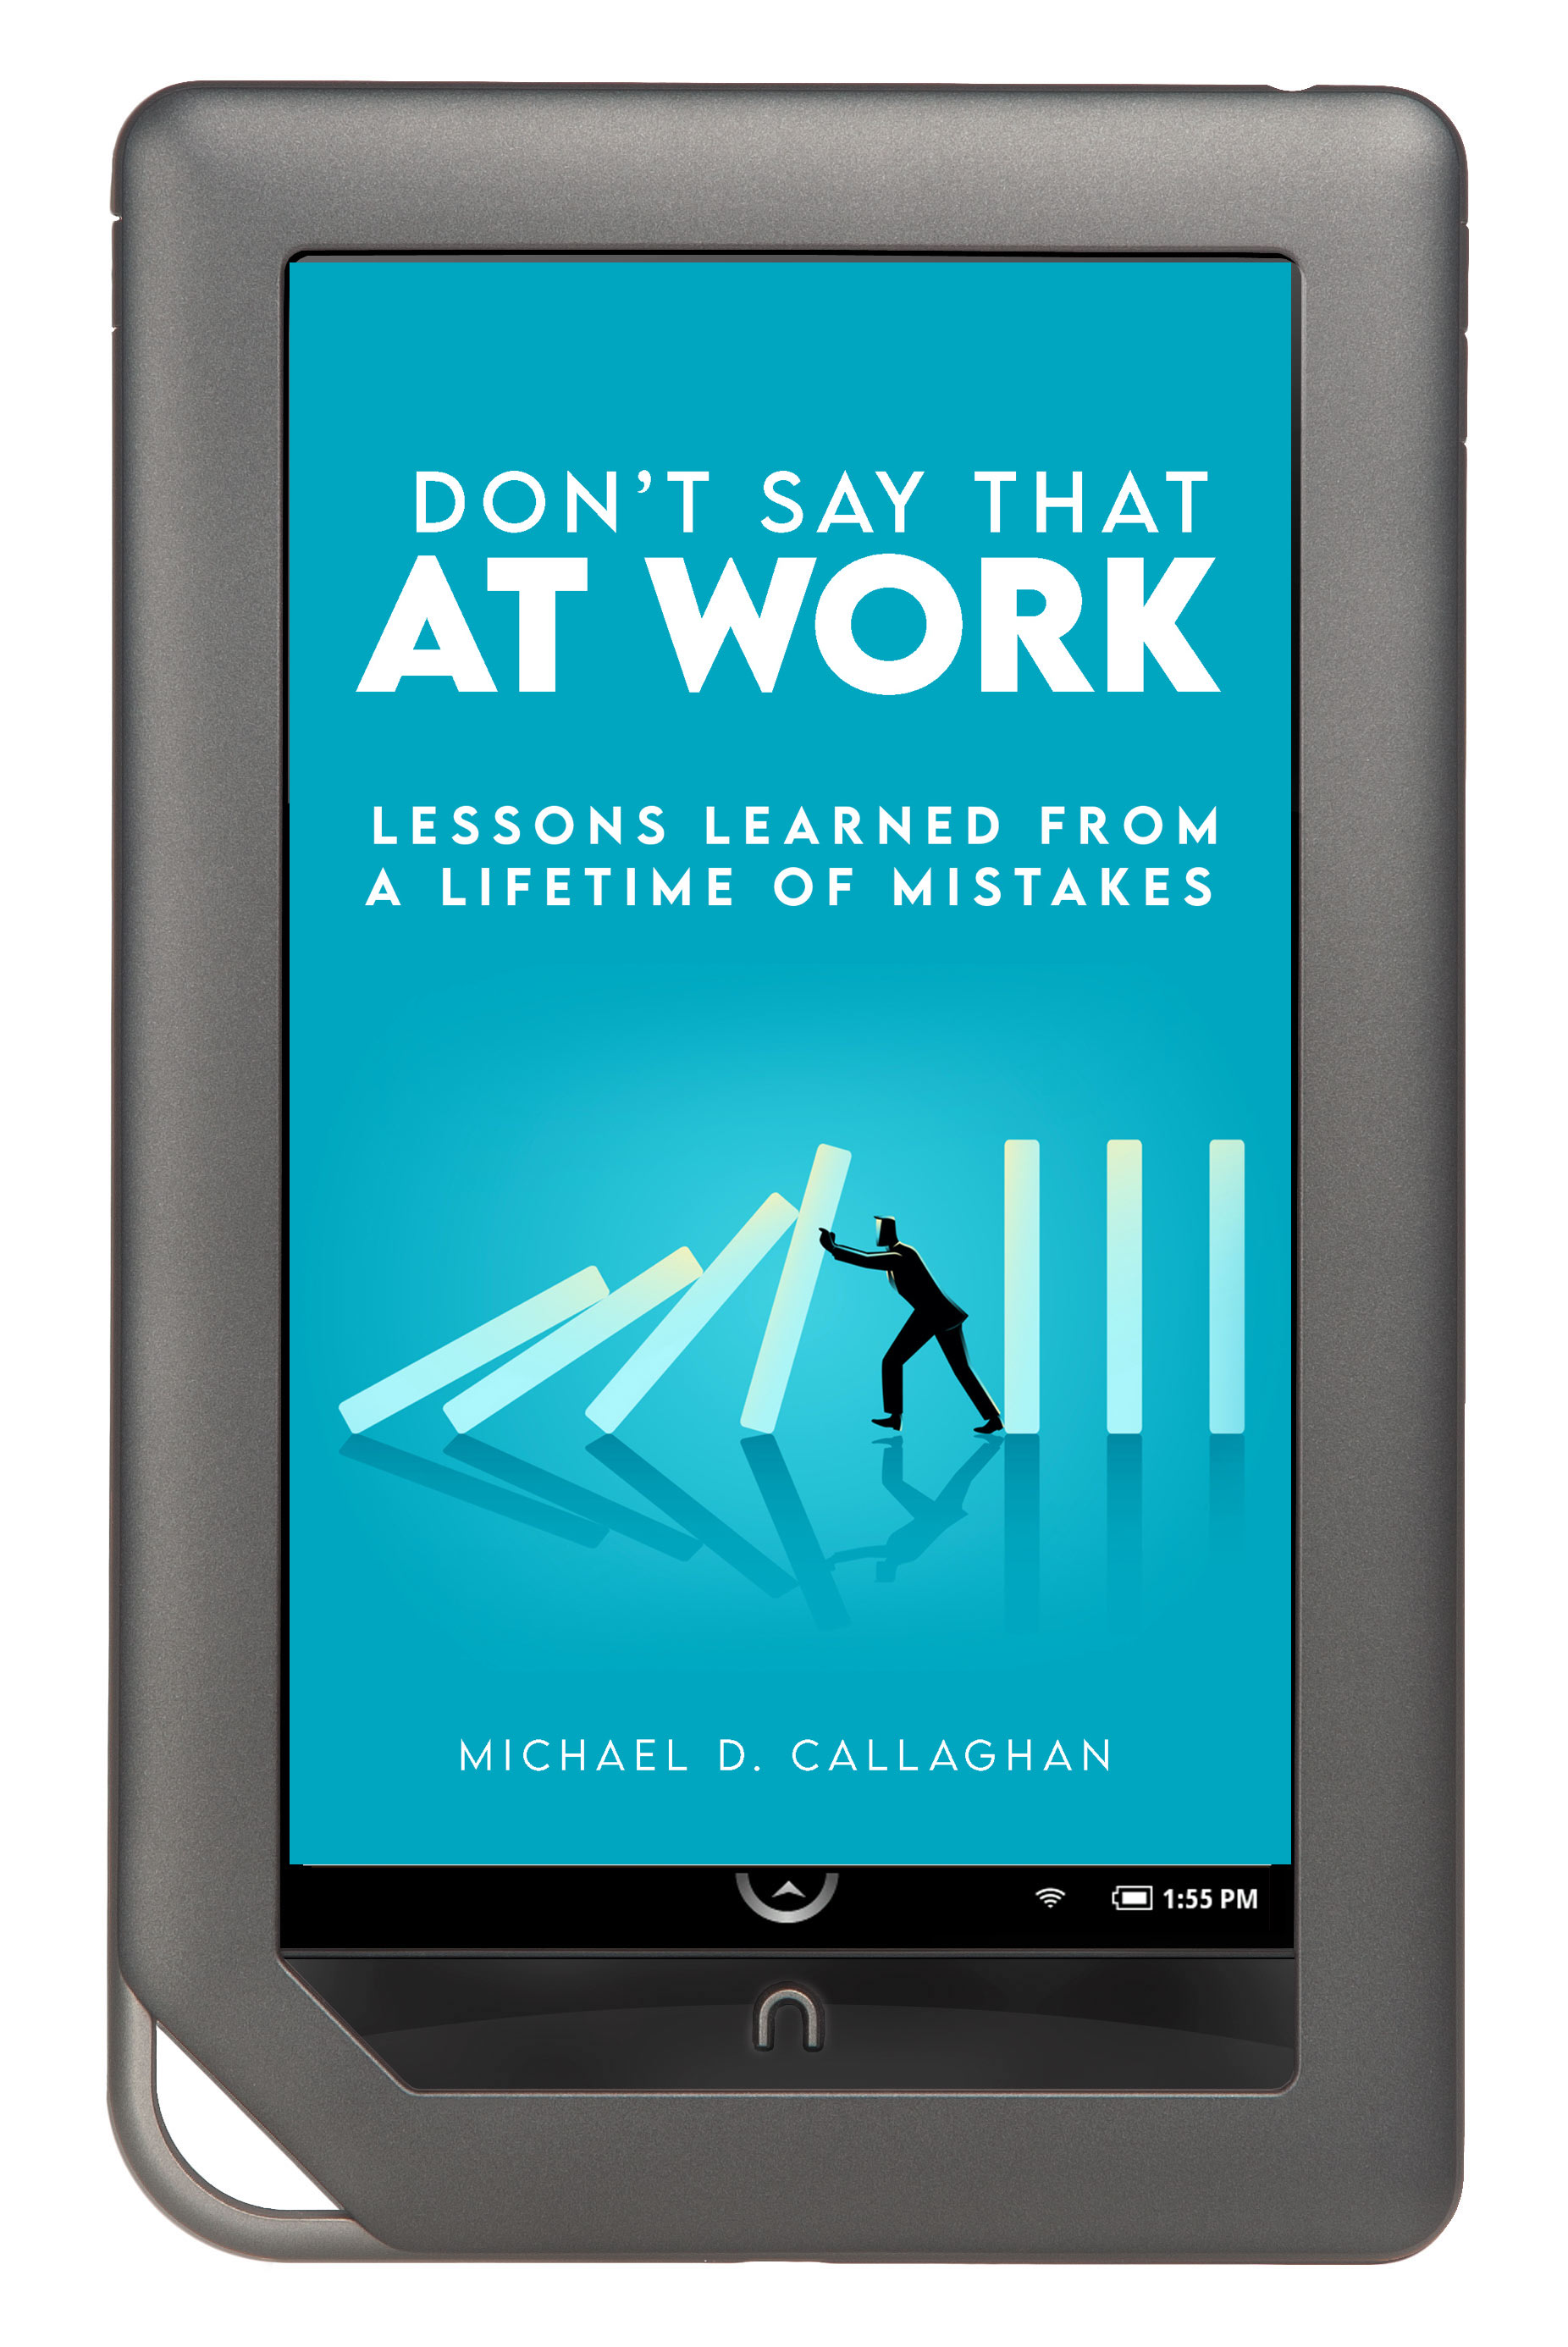 DON'T SAY THAT
AT WORK
LESSONS LEARNED FROM
A LIFETIME OF MISTAKES
MICHAEL D. CALLAGHAN
1:55 PM
n